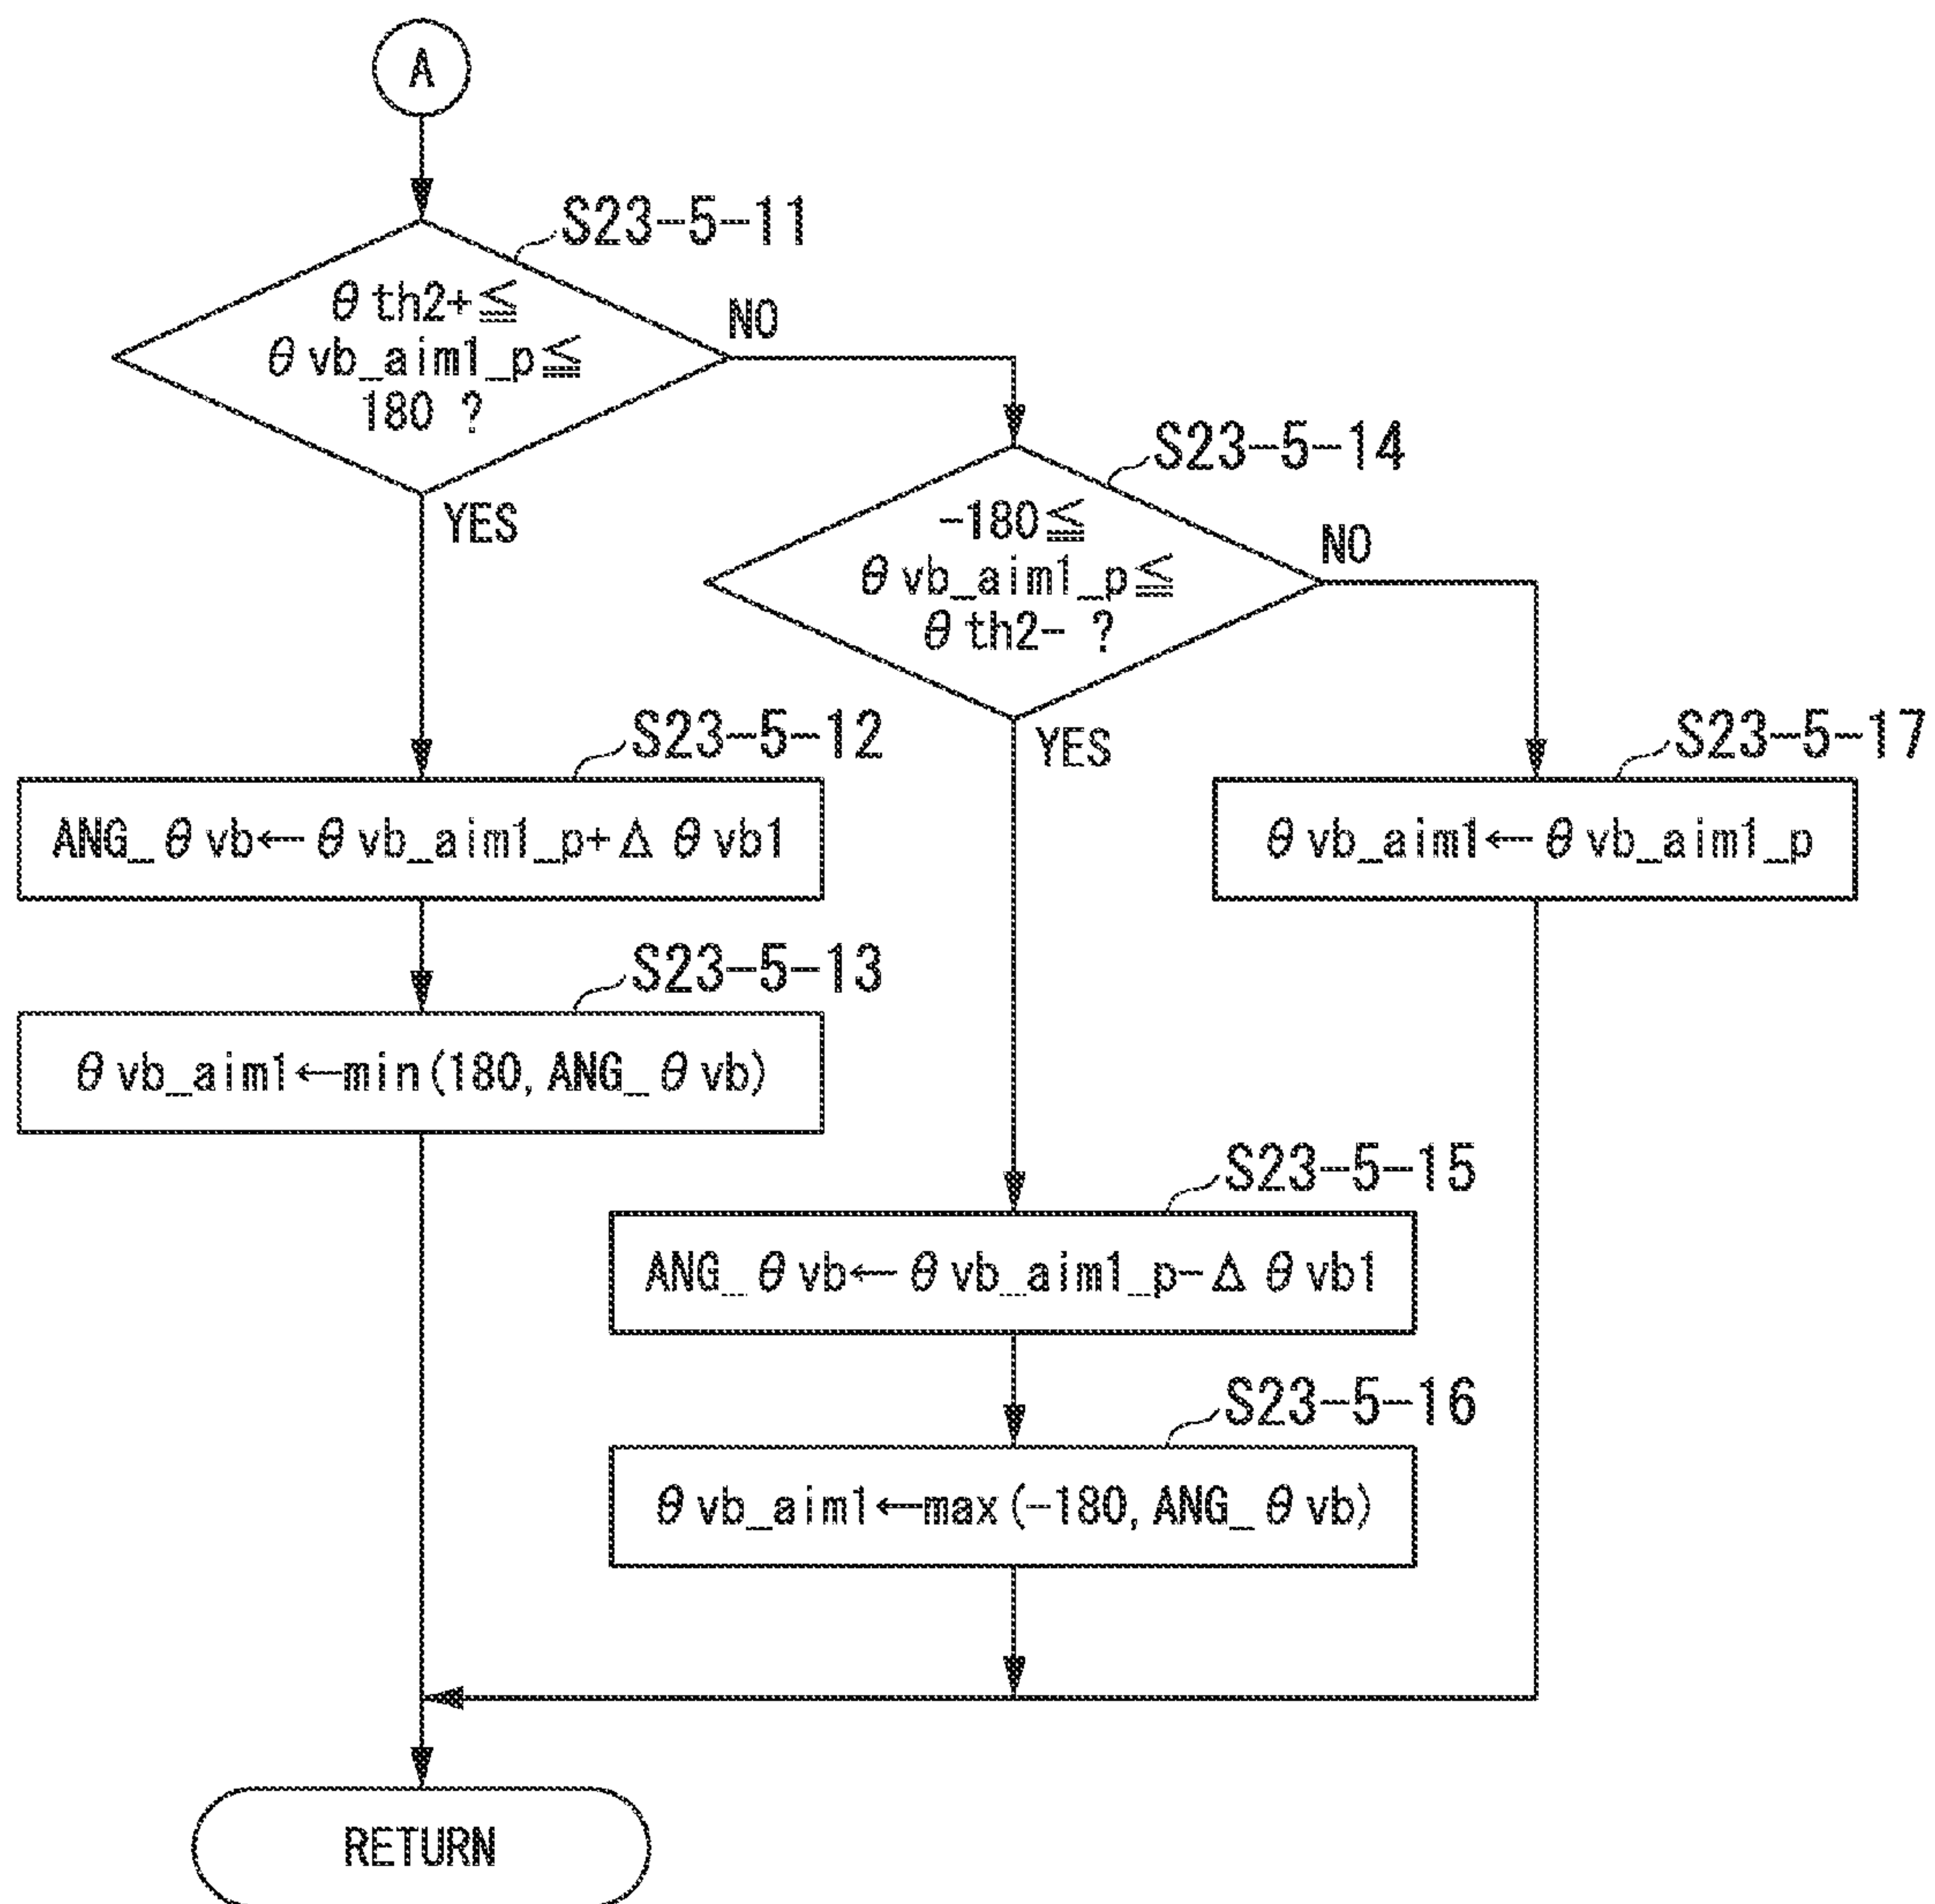 A
S23-5-11
θth2+≦
θvb_aim1_p≦
180 ?
NO
YES
S23-5-14
-180≦
θvb_aim1_p≦
θth2- ?
NO
YES
S23-5-12
ANG_θvb←θvb_aim1_p+Δθvb1
S23-5-17
θvb_aim1←θvb_aim1_p
S23-5-13
θvb_aim1←min(180,ANG_θvb)
S23-5-15
ANG_θvb←θvb_aim1_p-Δθvb1
S23-5-16
θvb_aim1←max(-180,ANG_θvb)
RETURN